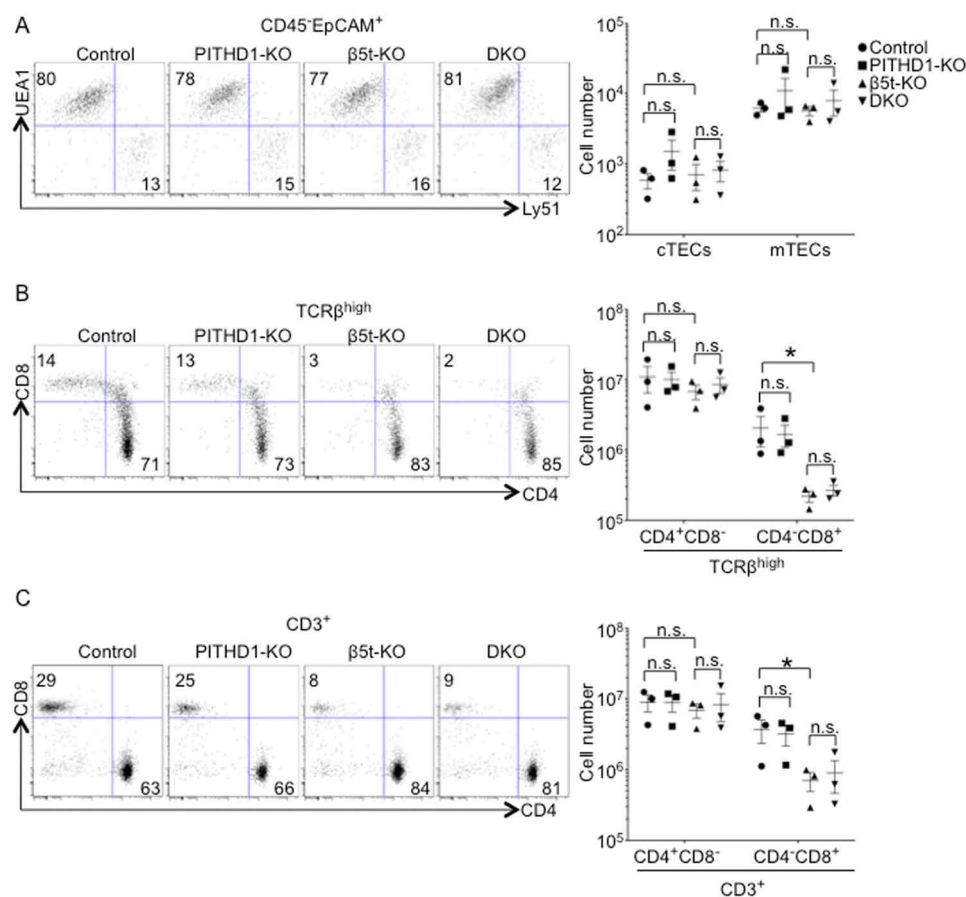 A
CD45⁻EpCAM⁺
Control PITHD1-KO β5t-KO DKO
UEA1
80 78 77 81
13 15 16 12
Ly51
Cell number
10⁵
10⁴
10³
10²
n.s.
n.s. n.s.
n.s.
n.s. n.s.
cTECs mTECs
Control
PITHD1-KO
β5t-KO
DKO
B
TCRβhigh
Control PITHD1-KO β5t-KO DKO
CD8
14 13 3 2
71 73 83 85
CD4
Cell number
10⁸
10⁷
10⁶
10⁵
n.s.
n.s. n.s.
*
n.s.
n.s.
CD4⁺CD8⁻ CD4⁻CD8⁺
TCRβhigh
C
CD3⁺
Control PITHD1-KO β5t-KO DKO
CD8
29 25 8 9
63 66 84 81
CD4
Cell number
10⁸
10⁷
10⁶
10⁵
n.s.
n.s. n.s.
*
n.s.
n.s.
CD4⁺CD8⁻ CD4⁻CD8⁺
CD3⁺